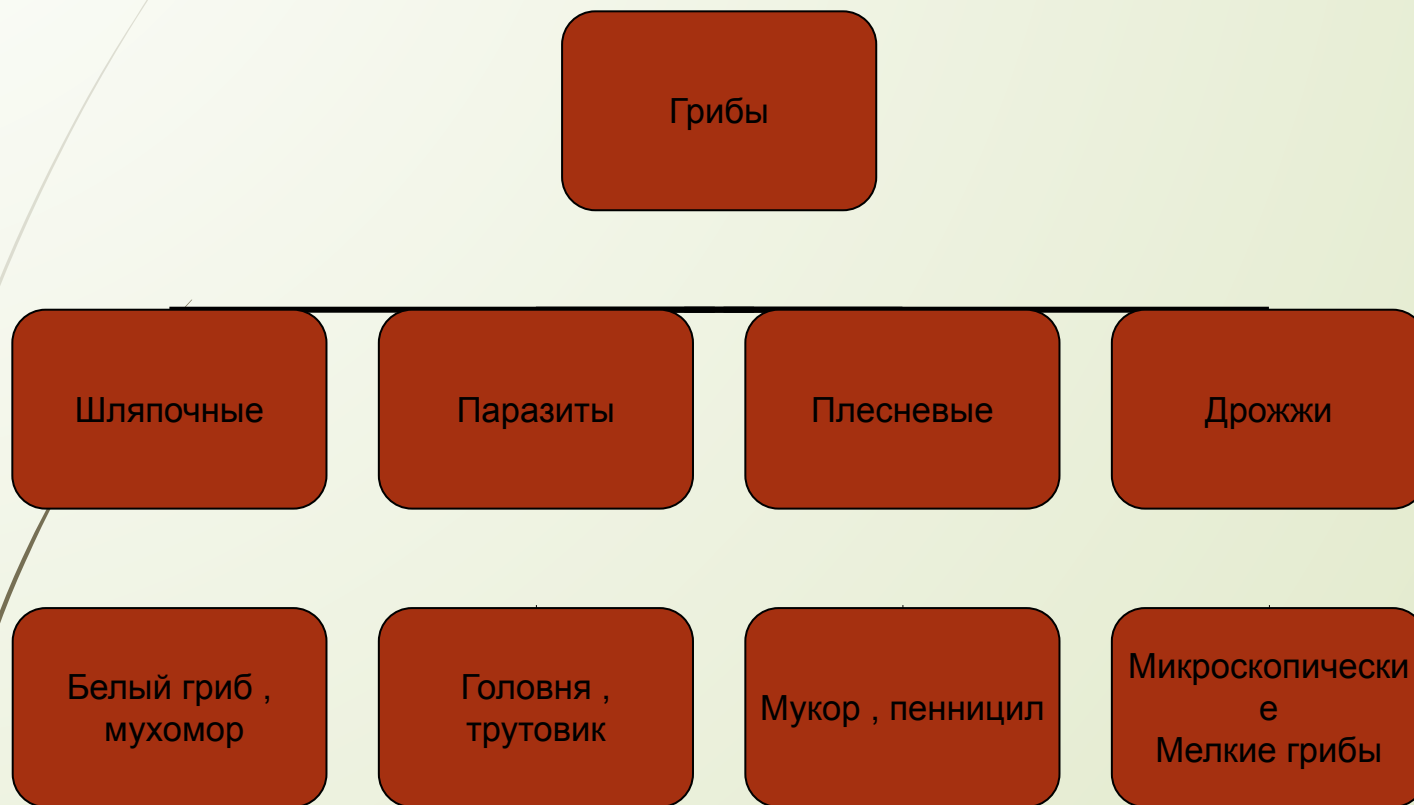 Грибы
Шляпочные
Паразиты
Плесневые
Дрожжи
Белый гриб ,
мухомор
Головня ,
трутовик
Мукор , пенницил
Микроскопически
е
Мелкие грибы